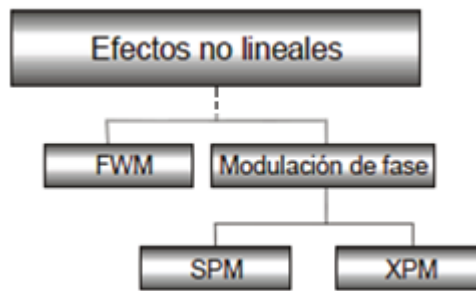 Efectos no lineales
FWM
Modulación de fase
SPM
XPM